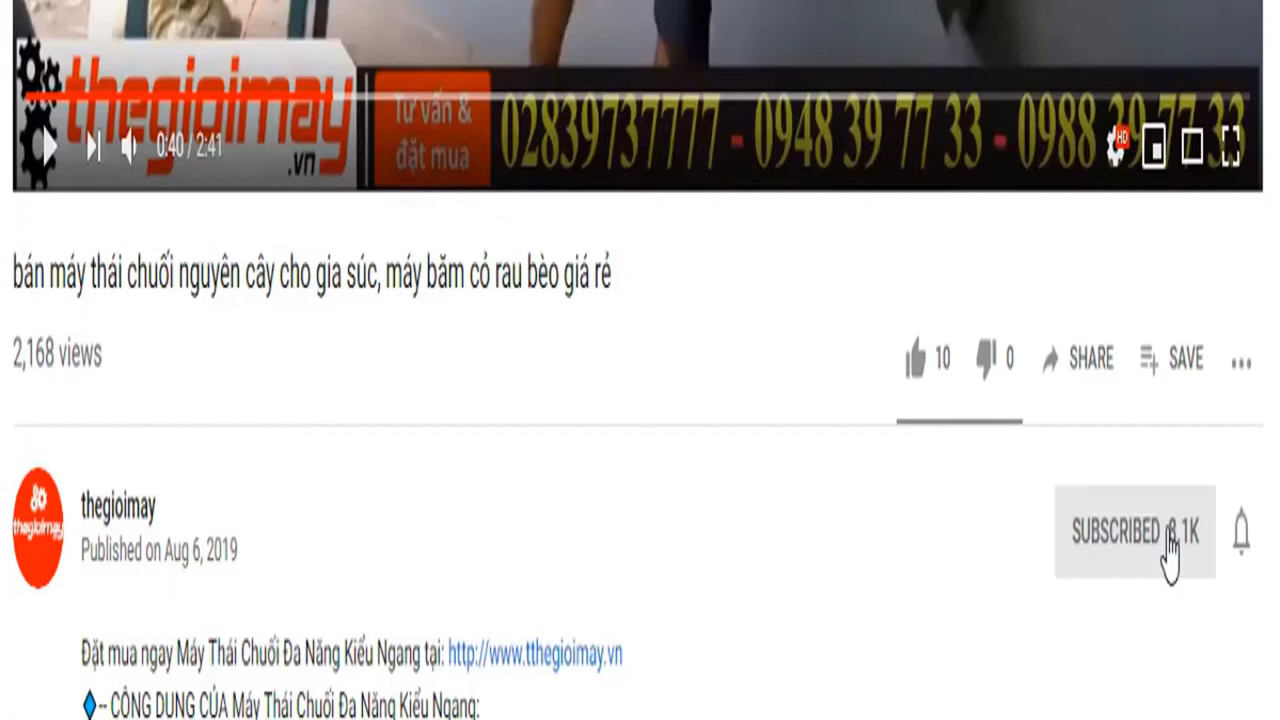 thegioimay
.vn
Tư vấn &
đặt mua
02839737777 - 0948 39 77 33 - 0988 39 77 33
0:40 / 2:41
HD
bán máy thái chuối nguyên cây cho gia súc, máy băm cỏ rau bèo giá rẻ
2,168 views
10 0 SHARE SAVE
thegioimay
thegioimay
Published on Aug 6, 2019
SUBSCRIBED
Đặt mua ngay Máy Thái Chuối Đa Năng Kiểu Ngang tại: http://www.tthegioimay.vn
-- CÔNG DỤNG CỦA Máy Thái Chuối Đa Năng Kiểu Ngang: